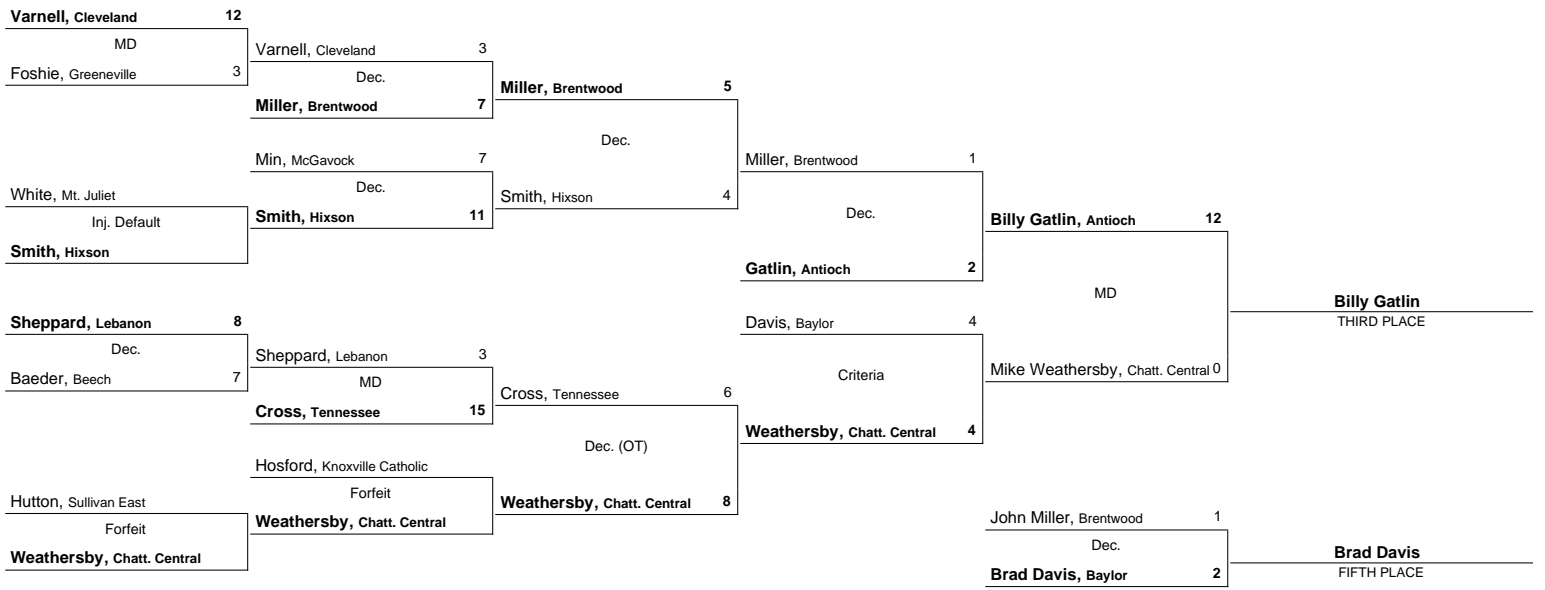 Varnell, Cleveland 12
MD
Foshie, Greeneville 3
White, Mt. Juliet
Inj. Default
Smith, Hixson
Sheppard, Lebanon 8
Dec.
Baeder, Beech 7
Hutton, Sullivan East
Forfeit
Weathersby, Chatt. Central
Varnell, Cleveland 3
Dec.
Miller, Brentwood 7
Min, McGavock 7
Dec.
Smith, Hixson 11
Sheppard, Lebanon 3
MD
Cross, Tennessee 15
Hosford, Knoxville Catholic
Forfeit
Weathersby, Chatt. Central
Miller, Brentwood 5
Dec.
Smith, Hixson 4
Cross, Tennessee 6
Dec. (OT)
Weathersby, Chatt. Central 8
Miller, Brentwood 1
Dec.
Gatlin, Antioch 2
Davis, Baylor 4
Criteria
Weathersby, Chatt. Central 4
Billy Gatlin, Antioch 12
MD
Mike Weathersby, Chatt. Central 0
Billy Gatlin
THIRD PLACE
John Miller, Brentwood 1
Dec.
Brad Davis, Baylor 2
Brad Davis
FIFTH PLACE